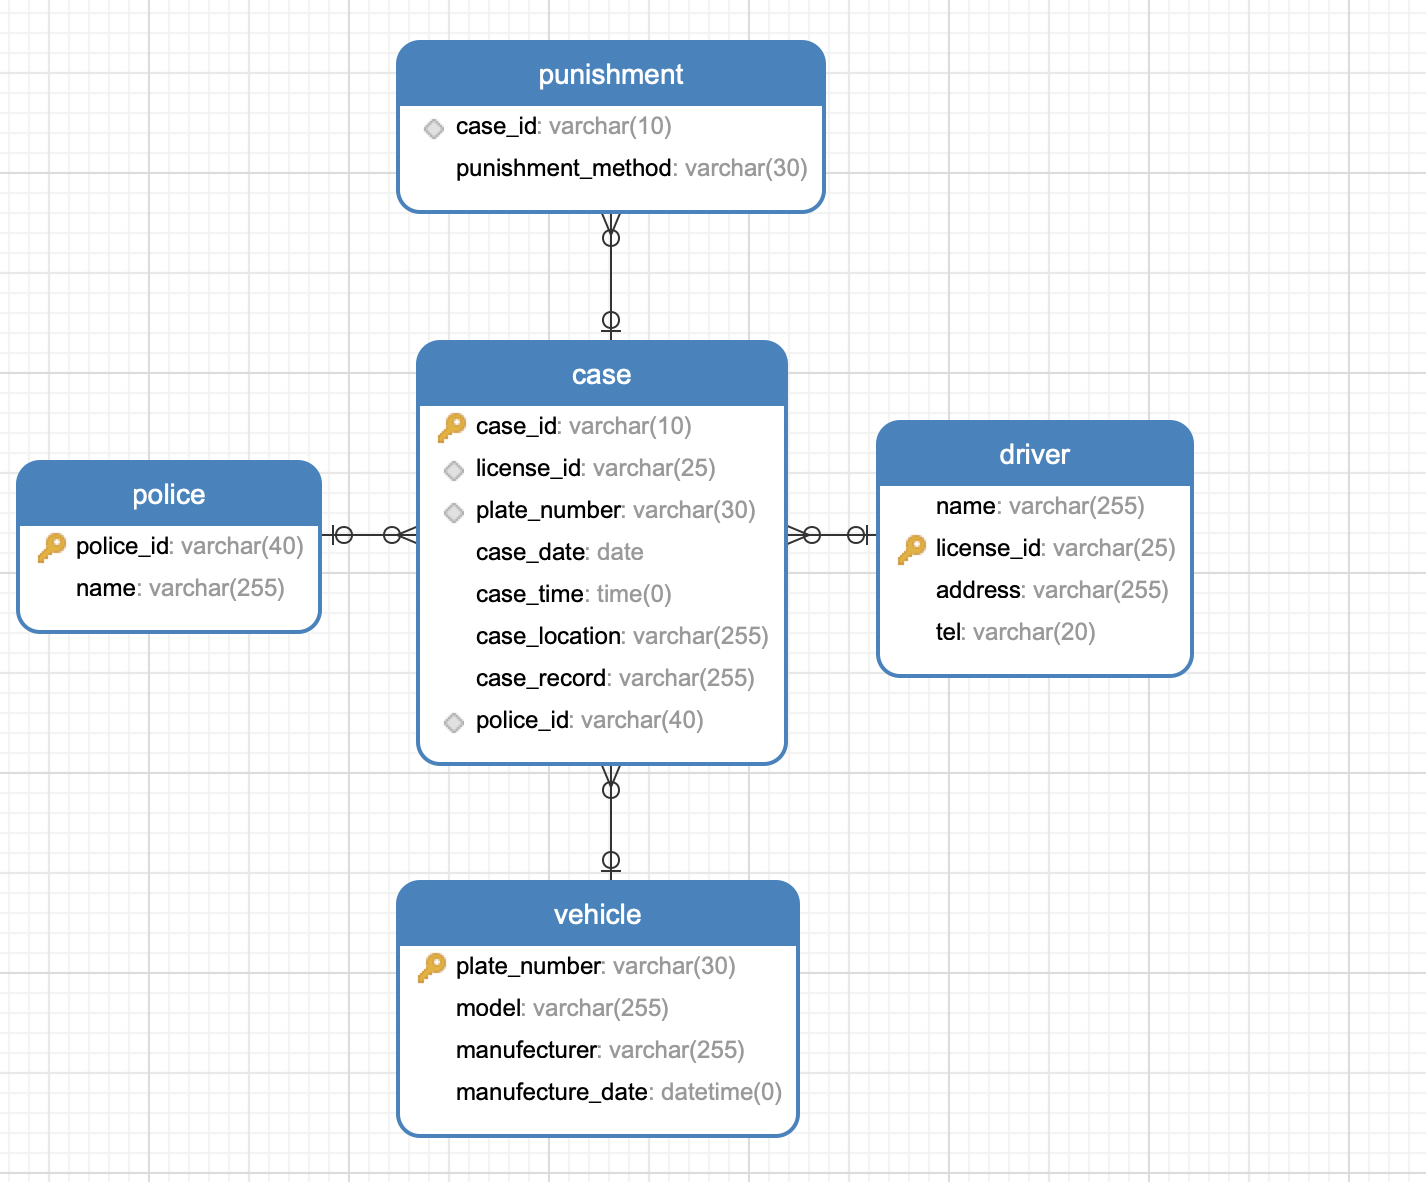 punishment
case_id: varchar(10)
punishment_method: varchar(30)
case
case_id: varchar(10)
license_id: varchar(25)
plate_number: varchar(30)
case_date: date
case_time: time(0)
case_location: varchar(255)
case_record: varchar(255)
police_id: varchar(40)
police
police_id: varchar(40)
name: varchar(255)
driver
name: varchar(255)
license_id: varchar(25)
address: varchar(255)
tel: varchar(20)
vehicle
plate_number: varchar(30)
model: varchar(255)
manufecturer: varchar(255)
manufecture_date: datetime(0)